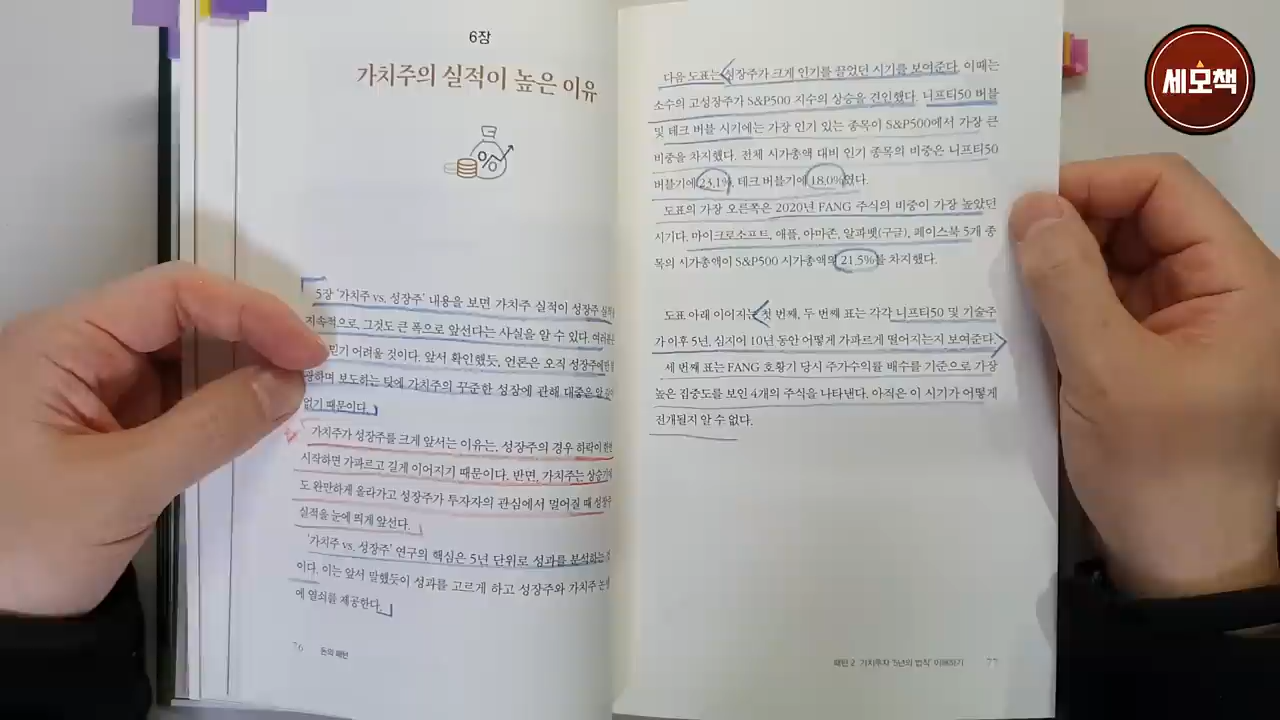 6장
가치주의 실적이 높은 이유
5장 '가치주 vs. 성장주' 내용을 보면 가치주 실적이 성장주 실적을
지속적으로, 그것도 큰 폭으로 앞선다는 사실을 알 수 있다.
믿기 어려울 것이다. 앞서 확인했듯, 언론은 오직 성장주에만
광하며 보도하는 탓에 가치주의 꾸준한 성장에 관해 대중은
없기 때문이다.
가치주가 성장주를 크게 앞서는 이유는, 성장주의 경우 하락이 한번
시작하면 가파르고 길게 이어지기 때문이다. 반면, 가치주는 상승기에
도 완만하게 올라가고 성장주가 투자자의 관심에서 멀어질 때 성장주
실적을 눈에 띄게 앞선다.
'가치주 vs. 성장주' 연구의 핵심은 5년 단위로 성과를 분석하는 것
이다. 이는 앞서 말했듯이 성과를 고르게 하고 성장주와 가치주 논쟁
에 열쇠를 제공한다.
76 돈의 패턴
다음 도표는 성장주가 크게 인기를 끌었던 시기를 보여준다. 이때는
소수의 고성장주가 S&P500 지수의 상승을 견인했다. 니프티50 버블
및 테크 버블 시기에는 가장 인기 있는 종목이 S&P500에서 가장 큰
비중을 차지했다. 전체 시가총액 대비 인기 종목의 비중은 니프티50
버블기에 23.1%, 테크 버블기에 18.0%였다.
도표의 가장 오른쪽은 2020년 FANG 주식의 비중이 가장 높았던
시기다. 마이크로소프트, 애플, 아마존, 알파벳(구글), 페이스북 5개 종
목의 시가총액이 S&P500 시가총액의 21.5%를 차지했다.
도표 아래 이어지는 첫 번째, 두 번째 표는 각각 니프티50 및 기술주
가 이후 5년, 심지어 10년 동안 어떻게 가파르게 떨어졌는지 보여준다.
세 번째 표는 FANG 호황기 당시 주가수익률 배수를 기준으로 가장
높은 집중도를 보인 4개의 주식을 나타낸다. 아직은 이 시기가 어떻게
전개될지 알 수 없다.
패턴 2 가치투자 '5년의 법칙' 이해하기 77
세모책